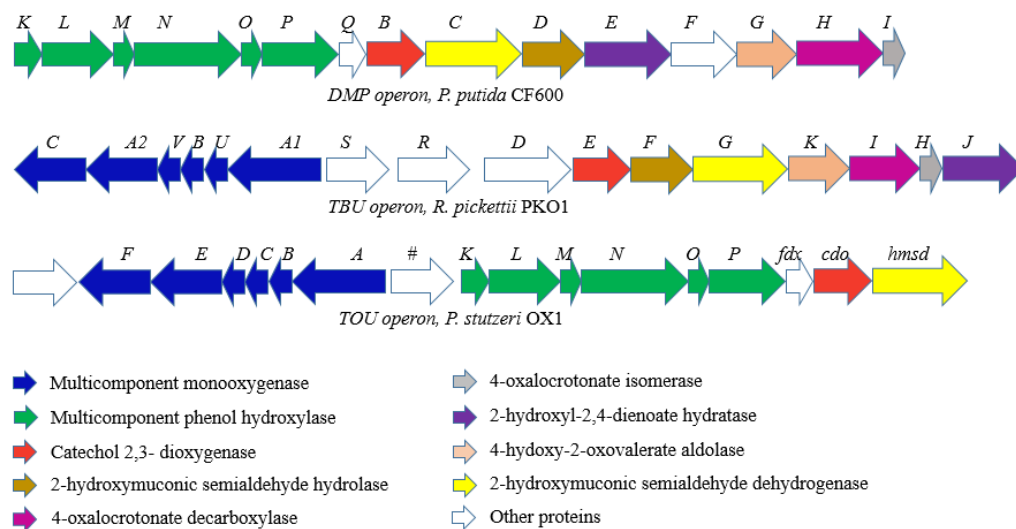 K L M N O P Q B C D E F G H I
DMP operon, P. putida CF600
C A2 V B U A1 S R D E F G K I H J
TBU operon, R. pickettii PKO1
F E D C B A # K L M N O P fdx cdo hmsd
TOU operon, P. stutzeri OX1
Multicomponent monooxygenase
Multicomponent phenol hydroxylase
Catechol 2,3- dioxygenase
2-hydroxymuconic semialdehyde hydrolase
4-oxalocrotonate decarboxylase
4-oxalocrotonate isomerase
2-hydroxyl-2,4-dienoate hydratase
4-hydoxy-2-oxovalerate aldolase
2-hydroxymuconic semialdehyde dehydrogenase
Other proteins